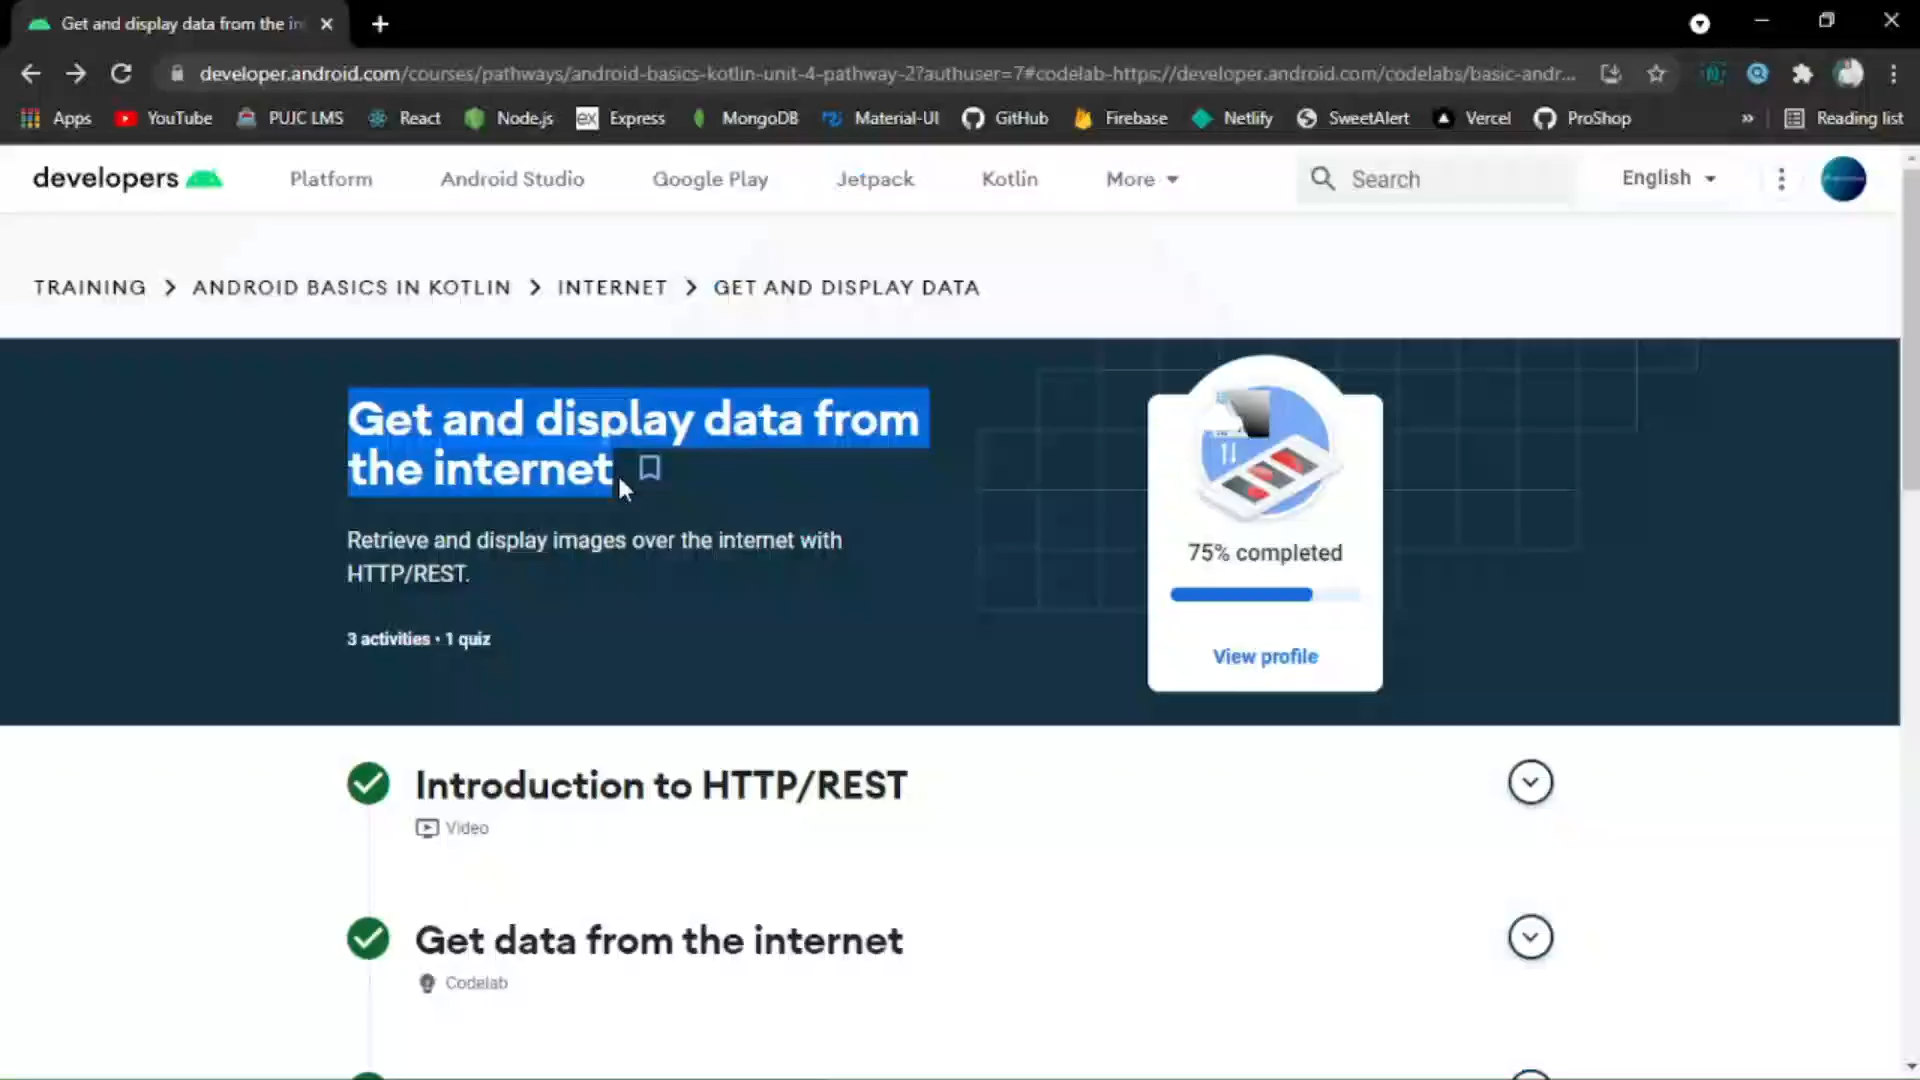 Get and display data from the in
developer.android.com/courses/pathways/android-basics-kotlin-unit-4-pathway-2?authuser=7#codelab-https://developer.android.com/codelabs/basic-andr...
Apps YouTube PUJC LMS React Node.js ex Express MongoDB Material-UI GitHub Firebase Netlify SweetAlert Vercel ProShop » Reading list
developers Platform Android Studio Google Play Jetpack Kotlin More Search English
TRAINING > ANDROID BASICS IN KOTLIN > INTERNET > GET AND DISPLAY DATA
Get and display data from
the internet
Retrieve and display images over the internet with
HTTP/REST.
3 activities • 1 quiz
75% completed
View profile
Introduction to HTTP/REST
Video
Get data from the internet
Codelab